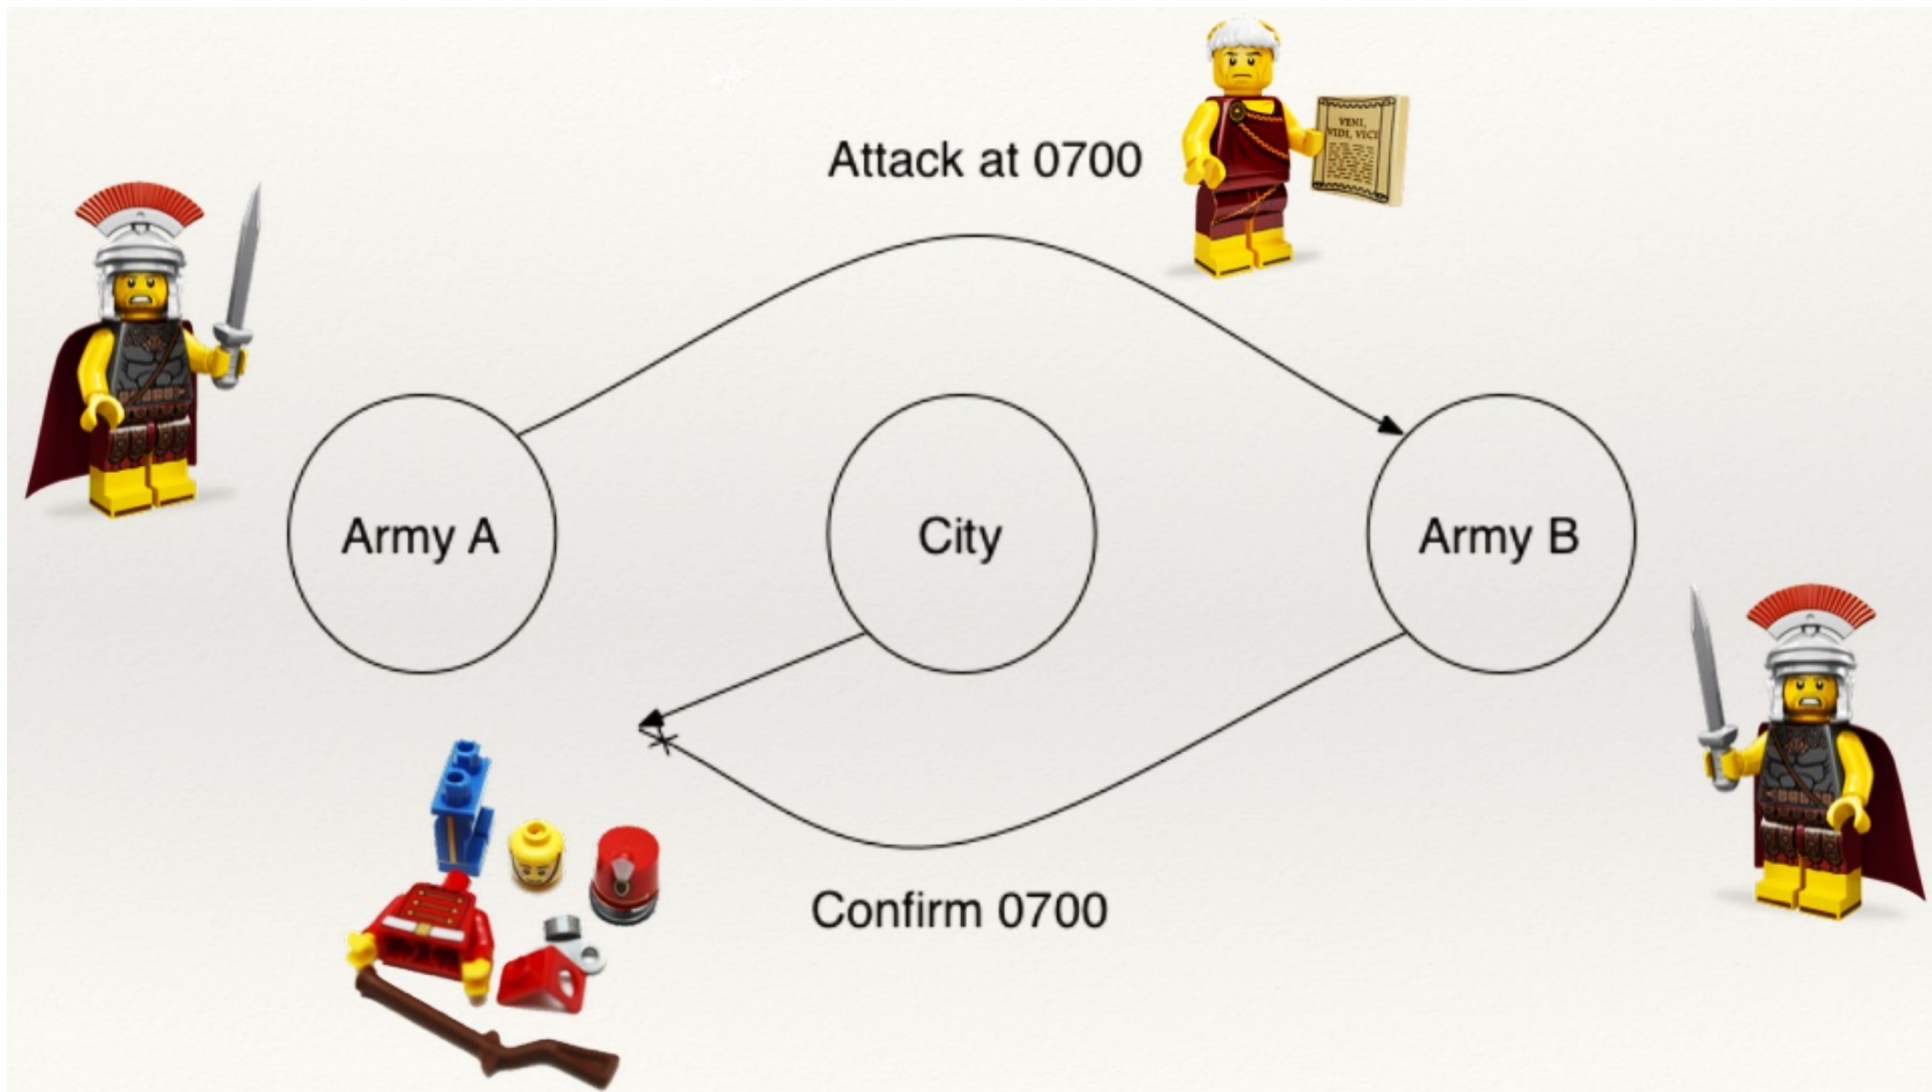 Attack at 0700
VENI,
VIDI, VICI
Army A
City
Army B
Confirm 0700